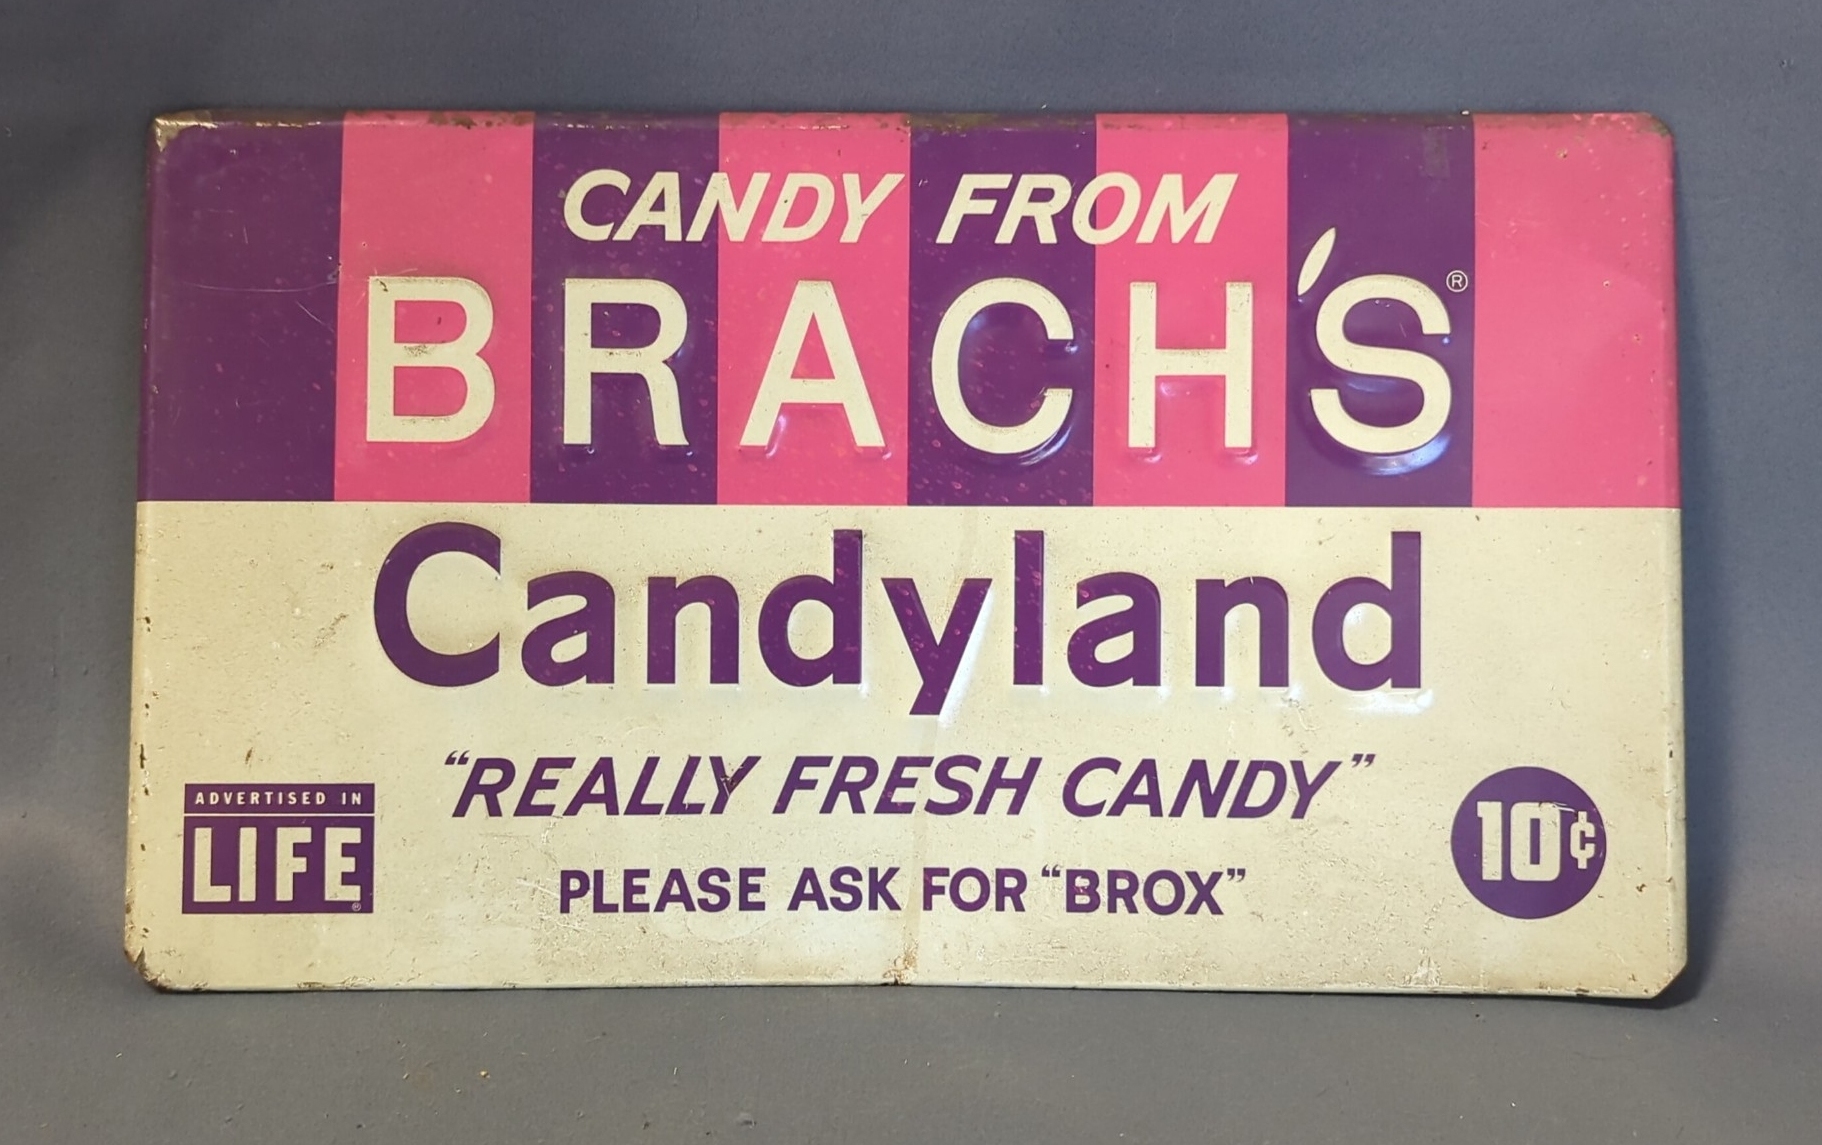 CANDY FROM
BRACH'S®
Candyland
“REALLY FRESH CANDY”
ADVERTISED IN
LIFE®
10¢
PLEASE ASK FOR “BROX”